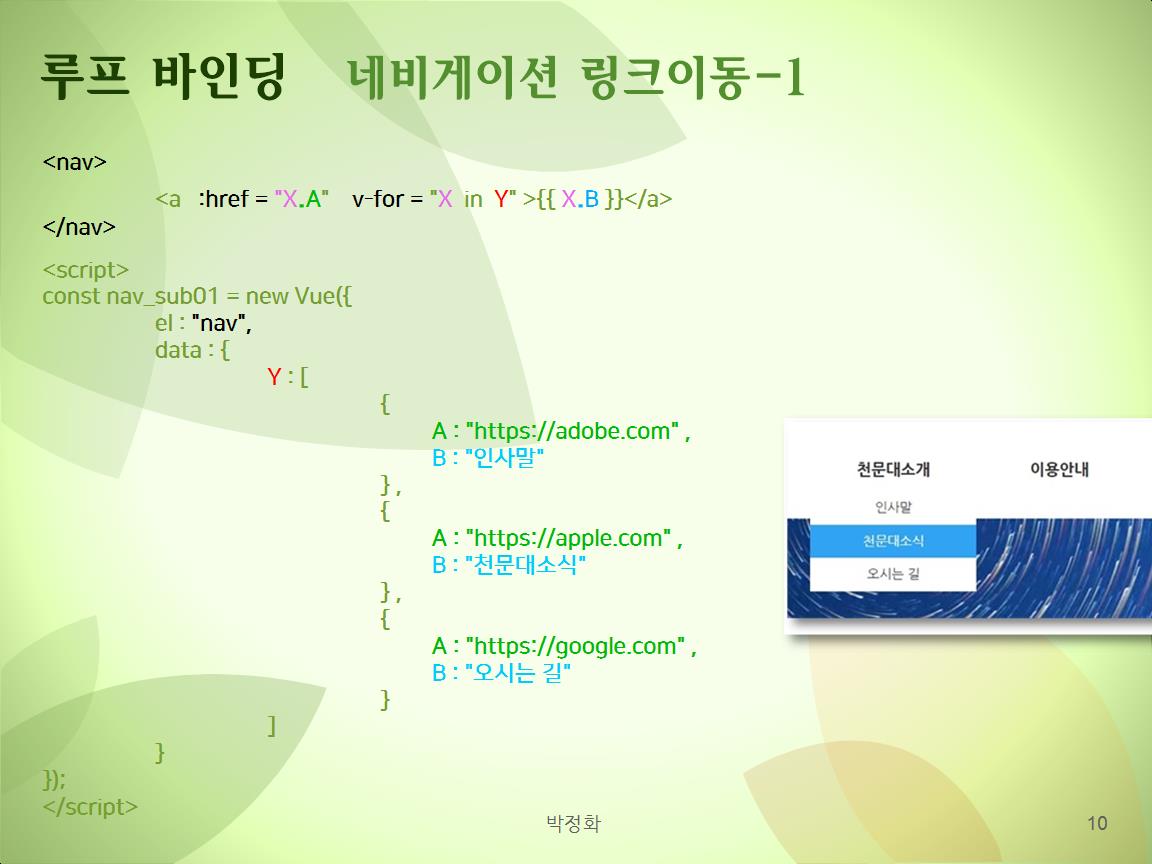 루프 바인딩 네비게이션 링크이동-1
<nav>
<a :href = "X.A" v-for = "X in Y" >{{ X.B }}</a>
</nav>
<script>
const nav_sub01 = new Vue({
el : "nav",
data : {
Y : [
{
A : "https://adobe.com" ,
B : "인사말"
} ,
{
A : "https://apple.com" ,
B : "천문대소식"
} ,
{
A : "https://google.com" ,
B : "오시는 길"
}
]
}
});
</script>
천문대소개 이용안내
인사말
천문대소식
오시는 길
박정화 10